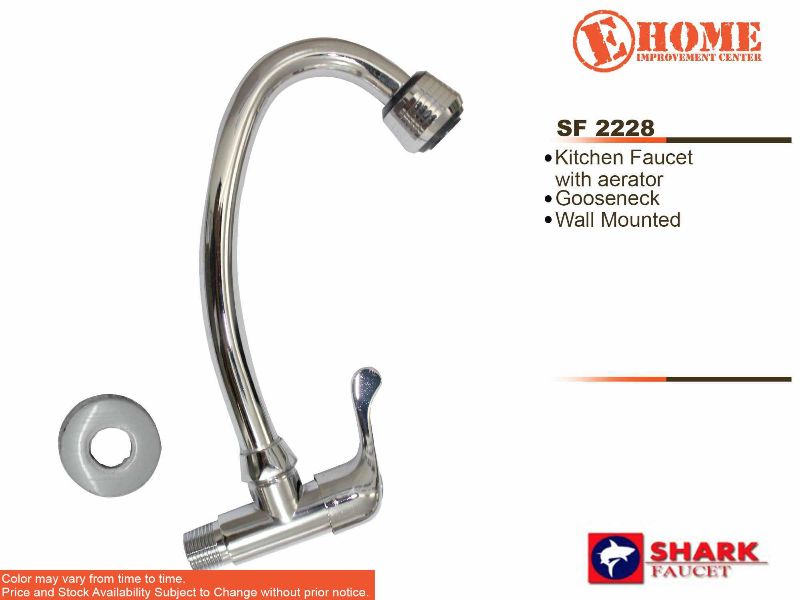 E HOME
IMPROVEMENT CENTER
SF 2228
•Kitchen Faucet
with aerator
•Gooseneck
•Wall Mounted
SHARK
FAUCET
Color may vary from time to time.
Price and Stock Availability Subject to Change without prior notice.